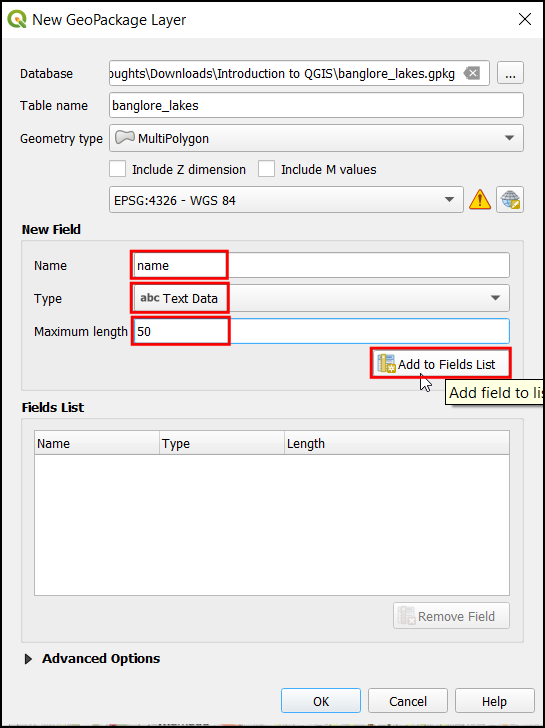 New GeoPackage Layer
Database oughts\Downloads\Introduction to QGIS\banglore_lakes.gpkg ...
Table name banglore_lakes
Geometry type MultiPolygon
Include Z dimension Include M values
EPSG:4326 - WGS 84
New Field
Name name
Type abc Text Data
Maximum length 50
Add to Fields List
Add field to lis
Fields List
Name Type Length
Remove Field
Advanced Options
OK Cancel Help